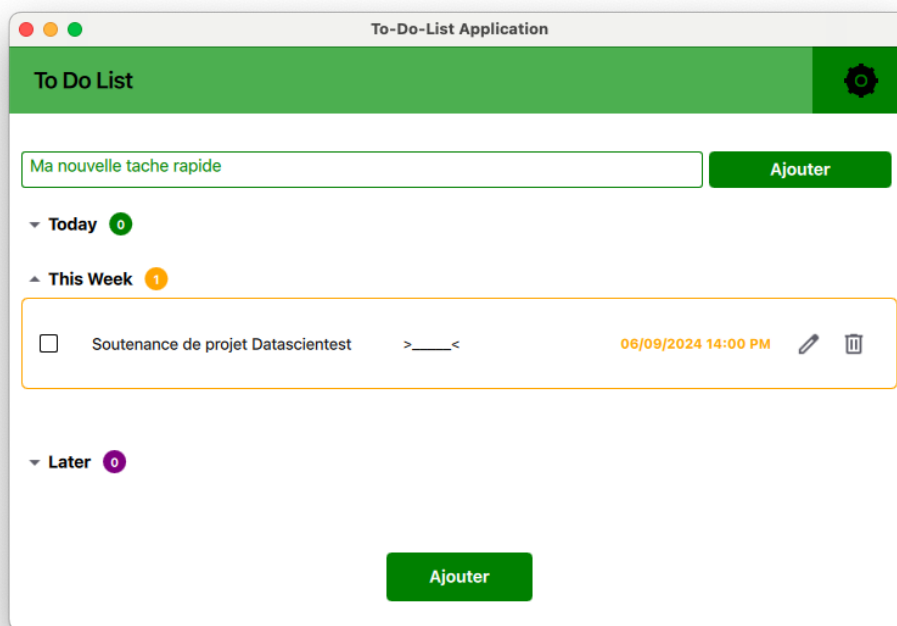 To-Do-List Application
To Do List
Ma nouvelle tache rapide Ajouter
Today 0
This Week 1
Soutenance de projet Datascientest >_____< 06/09/2024 14:00 PM
Later 0
Ajouter